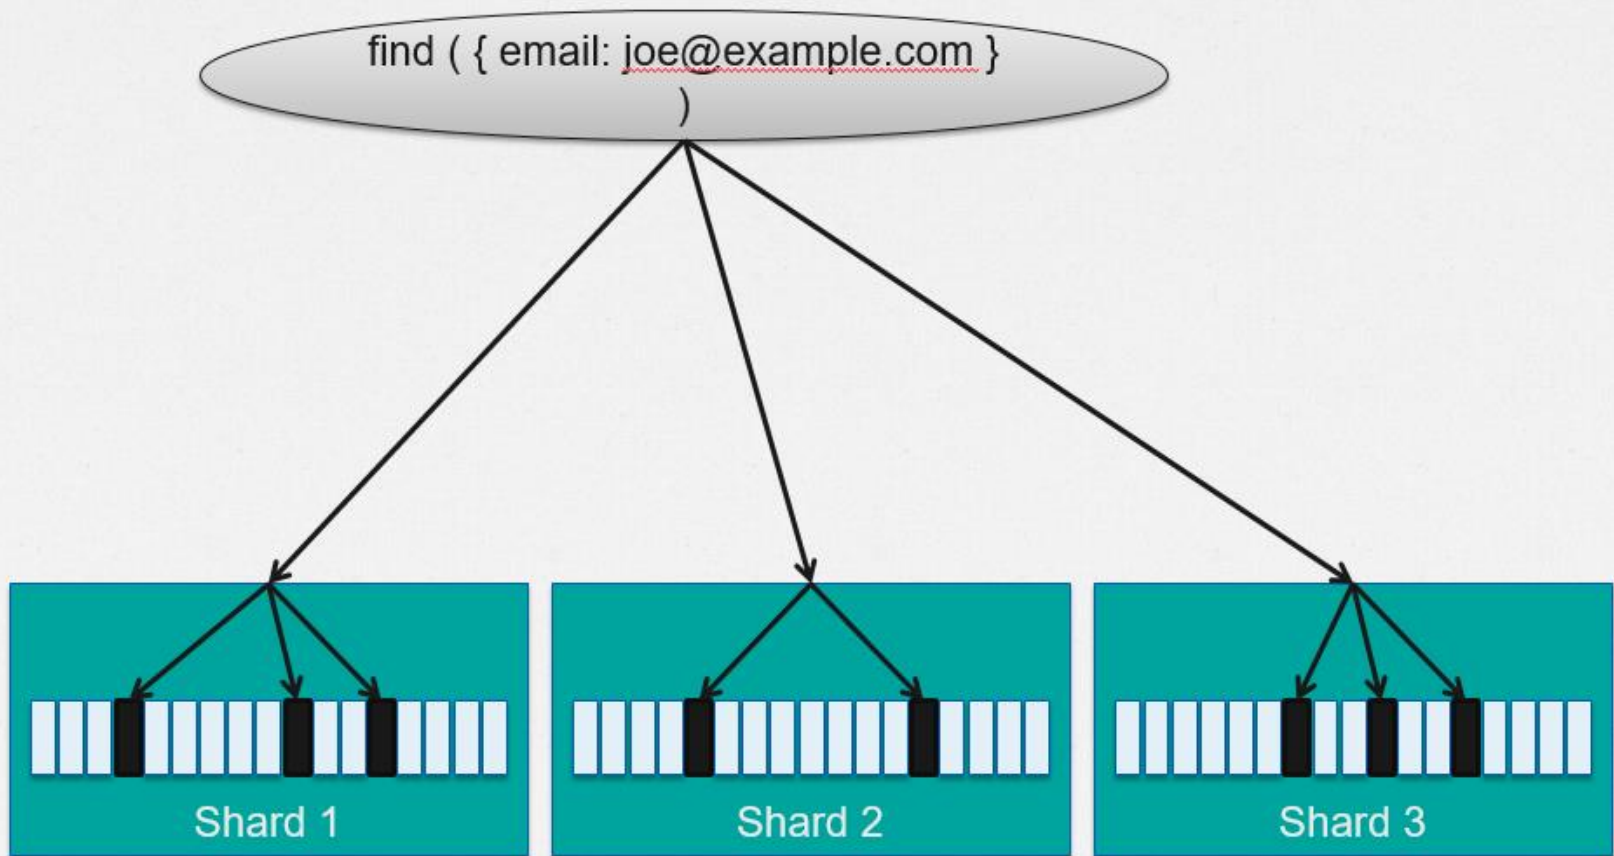 find ( { email: joe@example.com }
)
Shard 1
Shard 2
Shard 3